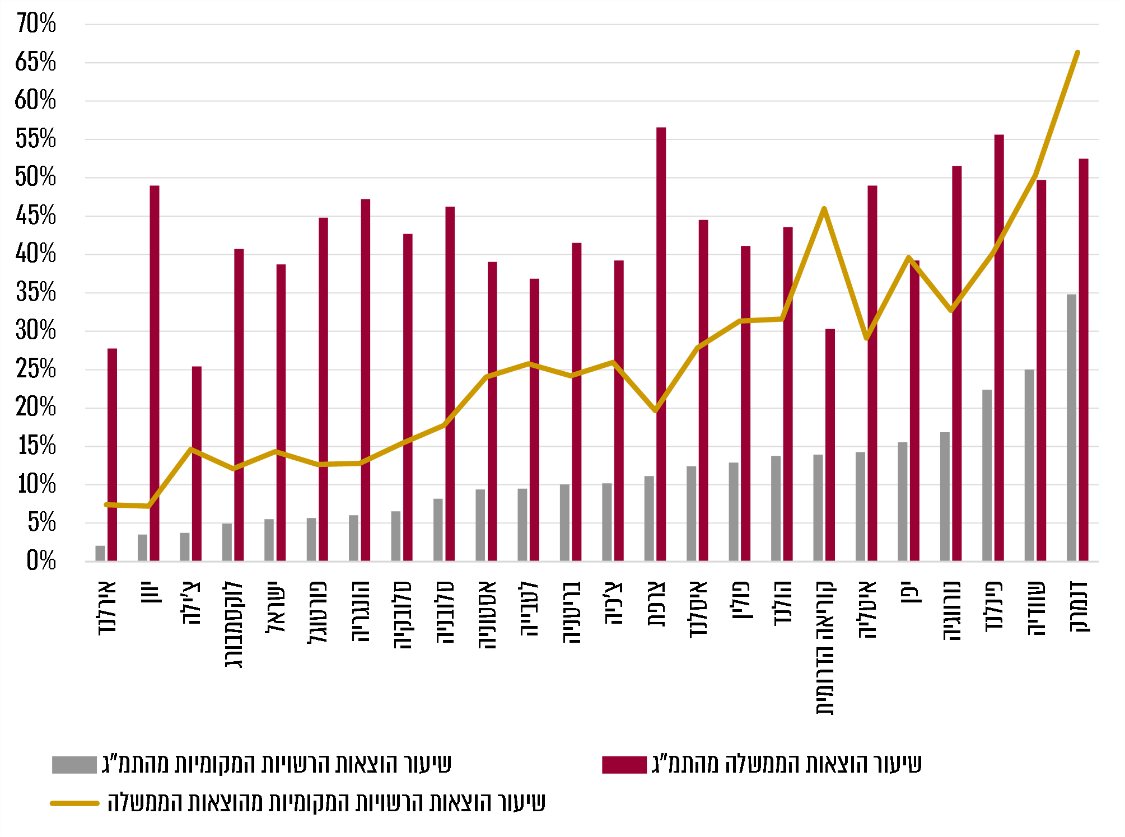 70%
65%
60%
55%
50%
45%
40%
35%
30%
25%
20%
15%
10%
5%
0%
אירלנד
יוון
צ'ילה
לוקסמבורג
ישראל
פורטוגל
הונגריה
סלובקיה
סלובניה
אסטוניה
לטבייה
בריטניה
צ'כיה
צרפת
איסלנד
פולין
הולנד
קוריאה הדרומית
איטליה
יפן
נורווגיה
פינלנד
שוודיה
דנמרק
שיעור הוצאות הממשלה מהתמ"ג
שיעור הוצאות הרשויות המקומיות מהתמ"ג
שיעור הוצאות הרשויות המקומיות מהוצאות הממשלה